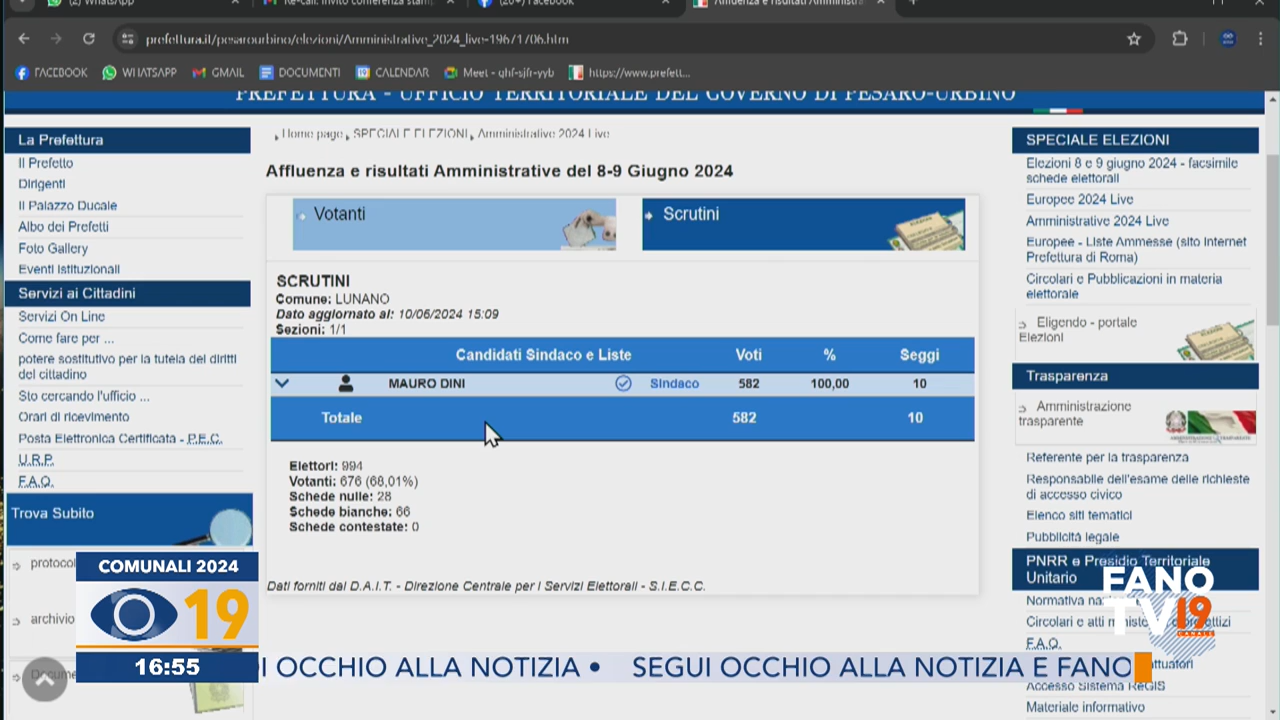 (2) WhatsApp
Re-call: Invito conferenza stamp
(20+) Facebook
Affluenza e risultati Amministra
prefettura.it/pesarourbino/elezioni/Amministrative_2024_live-19671706.htm
FACEBOOK
WHATSAPP
GMAIL
DOCUMENTI
CALENDAR
Meet - qhf-sjfr-yyb
https://www.prefett...
PREFETTURA - UFFICIO TERRITORIALE DEL GOVERNO DI PESARO-URBINO
La Prefettura
Il Prefetto
Dirigenti
Il Palazzo Ducale
Albo dei Prefetti
Foto Gallery
Eventi istituzionali
Servizi ai Cittadini
Servizi On Line
Come fare per ...
potere sostitutivo per la tutela dei diritti
del cittadino
Sto cercando l'ufficio ...
Orari di ricevimento
Posta Elettronica Certificata - P.E.C.
U.R.P.
F.A.Q.
Trova Subito
protocol
archivio
Docume
Home page SPECIALE ELEZIONI Amministrative 2024 Live
Affluenza e risultati Amministrative del 8-9 Giugno 2024
Votanti
Scrutini
SCRUTINI
Comune: LUNANO
Dato aggiornato al: 10/06/2024 15:09
Sezioni: 1/1
Candidati Sindaco e Liste Voti % Seggi
MAURO DINI Sindaco 582 100,00 10
Totale 582 10
Elettori: 994
Votanti: 676 (68,01%)
Schede nulle: 28
Schede bianche: 66
Schede contestate: 0
Dati forniti dal D.A.I.T. - Direzione Centrale per i Servizi Elettorali - S.I.E.C.C.
SPECIALE ELEZIONI
Elezioni 8 e 9 giugno 2024 - facsimile
schede elettorali
Europee 2024 Live
Amministrative 2024 Live
Europee - Liste Ammesse (sito Internet
Prefettura di Roma)
Circolari e Pubblicazioni in materia
elettorale
Eligendo - portale
Elezioni
Trasparenza
Amministrazione
trasparente
Referente per la trasparenza
Responsabile dell'esame delle richieste
di accesso civico
Elenco siti tematici
Pubblicità legale
PNRR e Presidio Territoriale
Unitario
Normativa na
Circolari e atti ministe
F.A.Q.
attuatori
Accesso Sistema ReGIS
Materiale informativo
COMUNALI 2024
19
16:55
DI OCCHIO ALLA NOTIZIA • SEGUI OCCHIO ALLA NOTIZIA E FANO
FANO
TV 19
CANALE